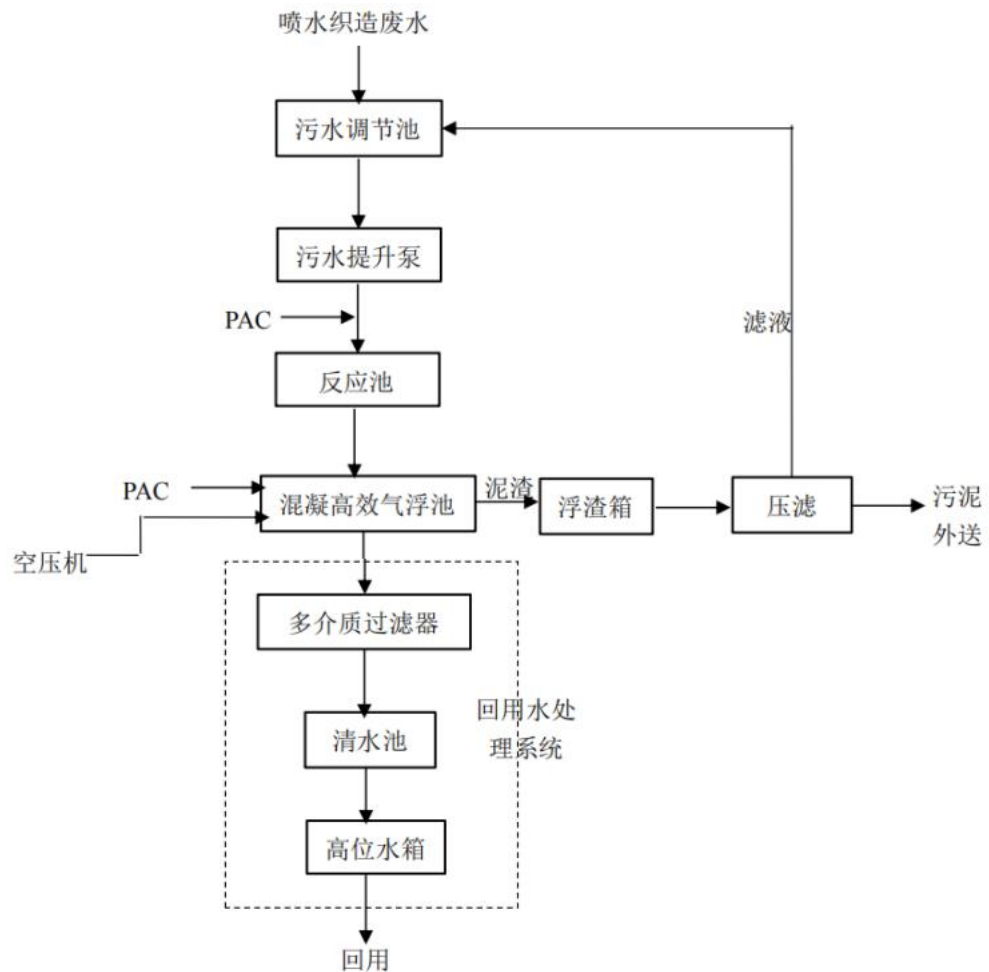 喷水织造废水
污水调节池
污水提升泵
PAC
滤液
反应池
PAC
混凝高效气浮池
泥渣
浮渣箱
压滤
污泥
外送
空压机
多介质过滤器
回用水处
理系统
清水池
高位水箱
回用